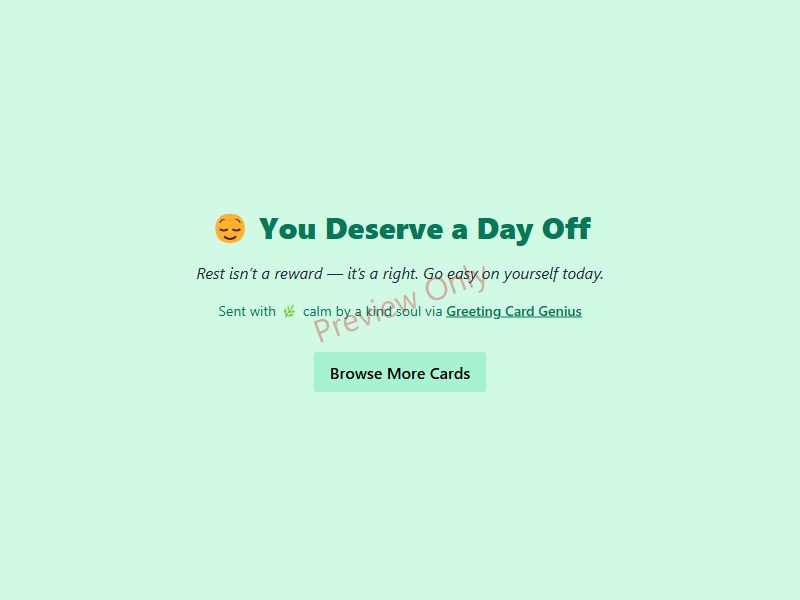 😌 You Deserve a Day Off
Rest isn't a reward — it's a right. Go easy on yourself today.
Sent with 🌿 calm by a kind soul via Greeting Card Genius
Preview Only
Browse More Cards